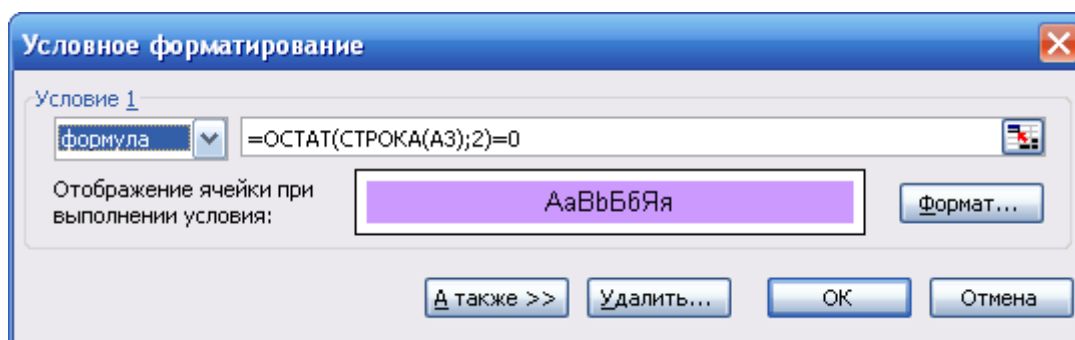 Условное форматирование
Условие 1
формула =ОСТАТ(СТРОКА(A3);2)=0
Отображение ячейки при выполнении условия:
АаВbБбЯя
Формат...
А также >> Удалить... ОК Отмена